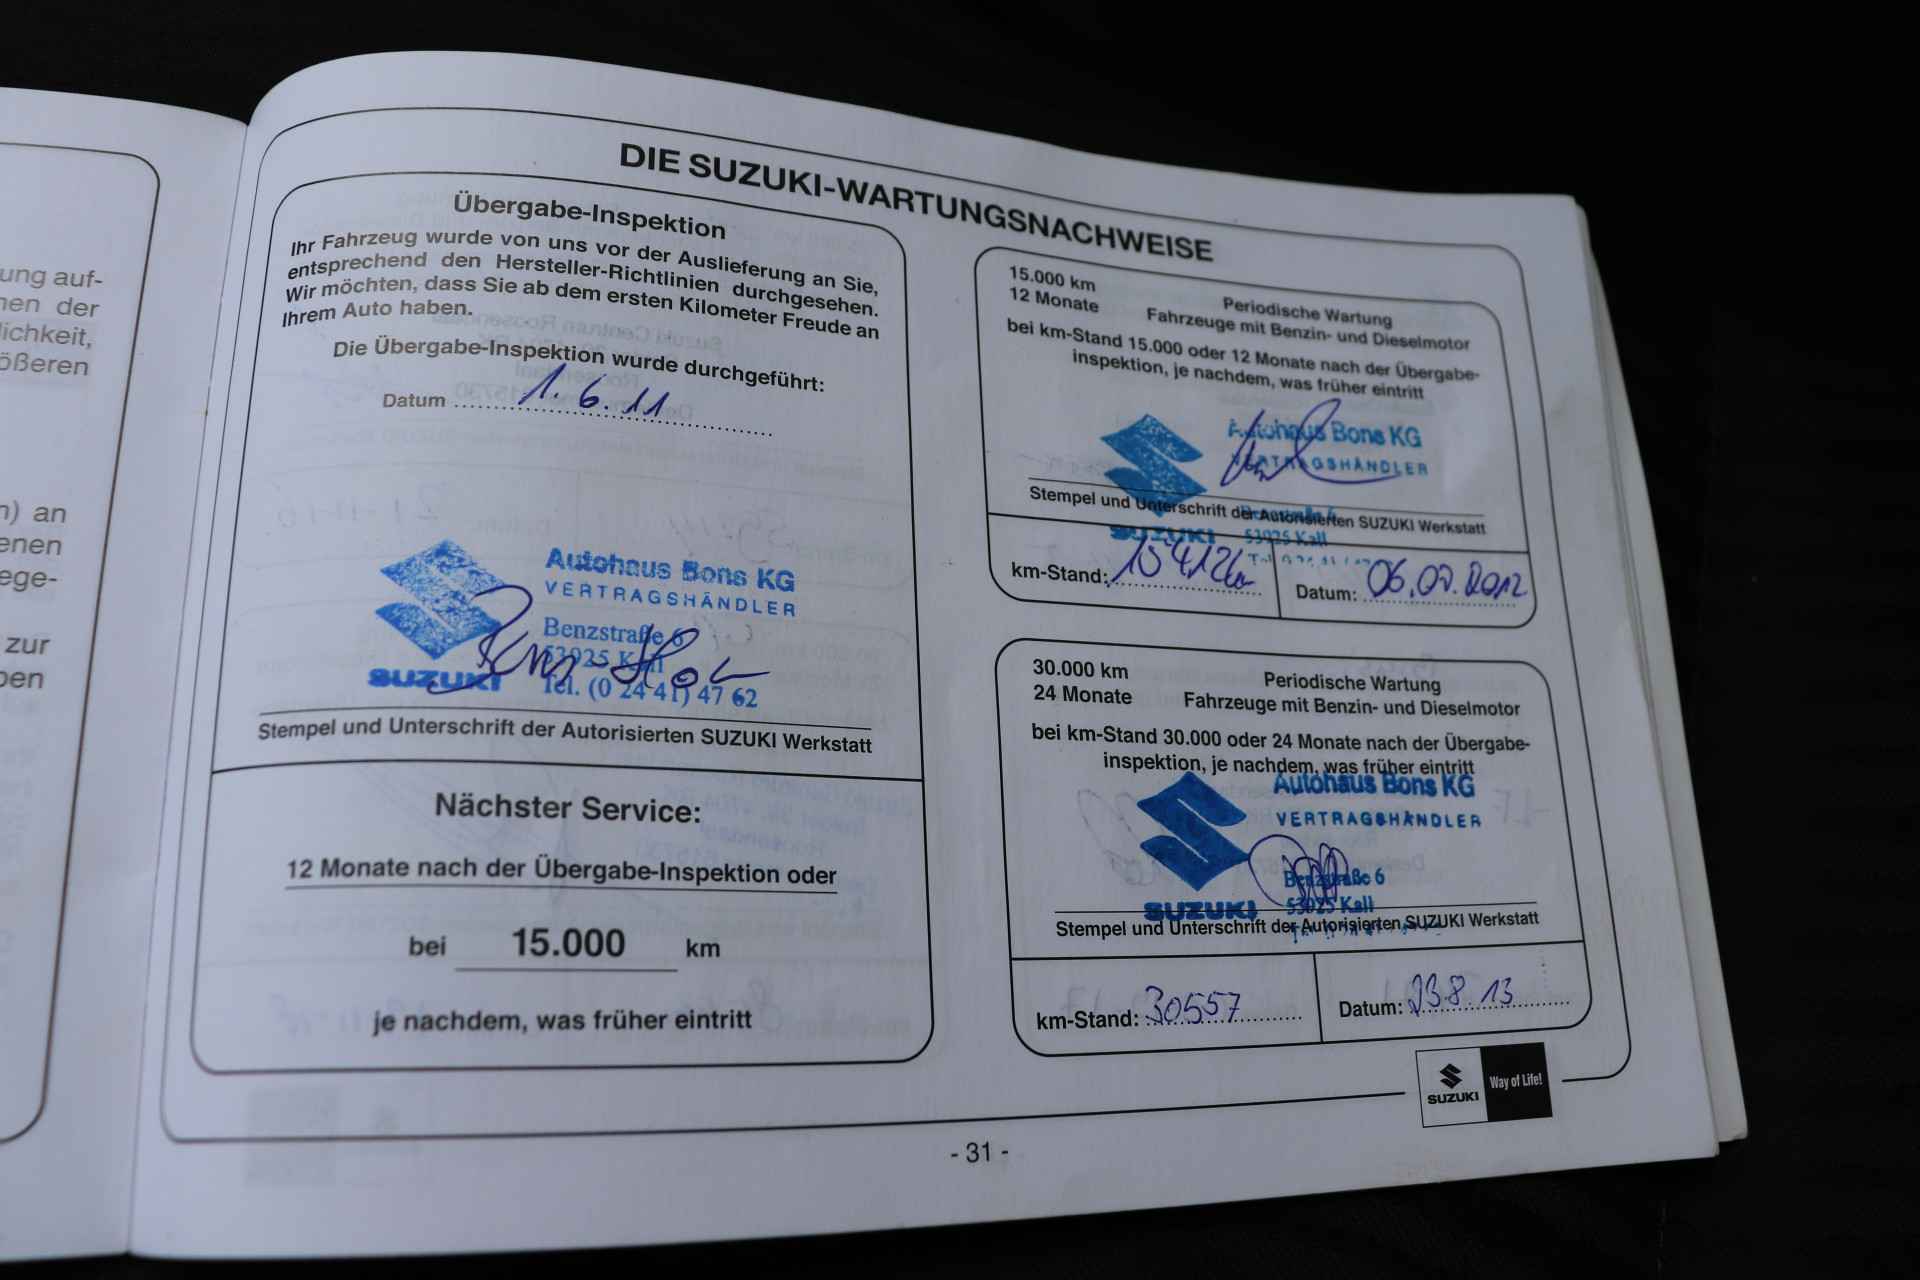 ung auf-
nen der
lichkeit,
ößeren
n) an
enen
ege-
zur
ben
DIE SUZUKI-WARTUNGSNACHWEISE
Übergabe-Inspektion
Ihr Fahrzeug wurde von uns vor der Auslieferung an Sie,
entsprechend den Hersteller-Richtlinien durchgesehen.
Wir möchten, dass Sie ab dem ersten Kilometer Freude an
Ihrem Auto haben.
Die Übergabe-Inspektion wurde durchgeführt:
Datum 1.6.11
Autohaus Bons KG
VERTRAGSHÄNDLER
Benzstraße 6
53925 Kall
SUZUKI Tel. (0 24 41) 47 62
Stempel und Unterschrift der Autorisierten SUZUKI Werkstatt
Nächster Service:
12 Monate nach der Übergabe-Inspektion oder
bei 15.000 km
je nachdem, was früher eintritt
15.000 km
12 Monate
Periodische Wartung
Fahrzeuge mit Benzin- und Dieselmotor
bei km-Stand 15.000 oder 12 Monate nach der Übergabe-
inspektion, je nachdem, was früher eintritt
Autohaus Bons KG
VERTRAGSHÄNDLER
Stempel und Unterschrift der Autorisierten SUZUKI Werkstatt
Benzstraße 6
SUZUKI 53925 Kall
km-Stand:
Datum:
30.000 km
24 Monate
Periodische Wartung
Fahrzeuge mit Benzin- und Dieselmotor
bei km-Stand 30.000 oder 24 Monate nach der Übergabe-
inspektion, je nachdem, was früher eintritt
Autohaus Bons KG
VERTRAGSHÄNDLER
Benzstraße 6
SUZUKI 53925 Kall
Stempel und Unterschrift der Autorisierten SUZUKI Werkstatt
km-Stand: 30557
Datum: 23.8.13
SUZUKI
Way of Life!
- 31 -